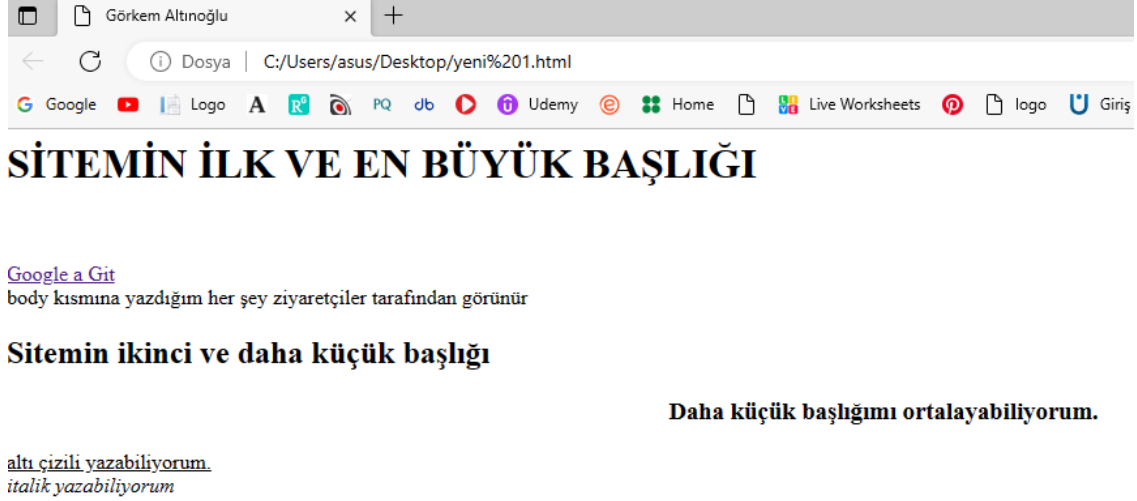 Görkem Altınoğlu
Dosya C:/Users/asus/Desktop/yeni%201.html
Google Logo A R PQ db Udemy e Home Live Worksheets logo Giriş
SİTEMİN İLK VE EN BÜYÜK BAŞLIĞI
Google a Git
body kısmına yazdığım her şey ziyaretçiler tarafından görünür
Sitemin ikinci ve daha küçük başlığı
Daha küçük başlığımı ortalayabiliyorum.
altı çizili yazabiliyorum.
italik yazabiliyorum